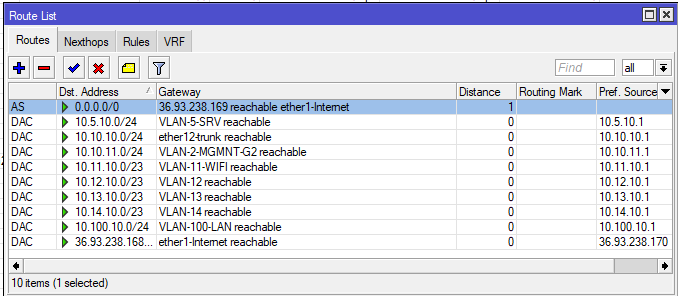 Route List
Routes Nexthops Rules VRF
Find all
Dst. Address Gateway Distance Routing Mark Pref. Source
AS 0.0.0.0/0 36.93.238.169 reachable ether1-Internet 1
DAC 10.5.10.0/24 VLAN-5-SRV reachable 0 10.5.10.1
DAC 10.10.10.0/24 ether12-trunk reachable 0 10.10.10.1
DAC 10.10.11.0/24 VLAN-2-MGMNT-G2 reachable 0 10.10.11.1
DAC 10.11.10.0/23 VLAN-11-WIFI reachable 0 10.11.10.1
DAC 10.12.10.0/23 VLAN-12 reachable 0 10.12.10.1
DAC 10.13.10.0/23 VLAN-13 reachable 0 10.13.10.1
DAC 10.14.10.0/23 VLAN-14 reachable 0 10.14.10.1
DAC 10.100.10.0/24 VLAN-100-LAN reachable 0 10.100.10.1
DAC 36.93.238.168... ether1-Internet reachable 0 36.93.238.170
10 items (1 selected)